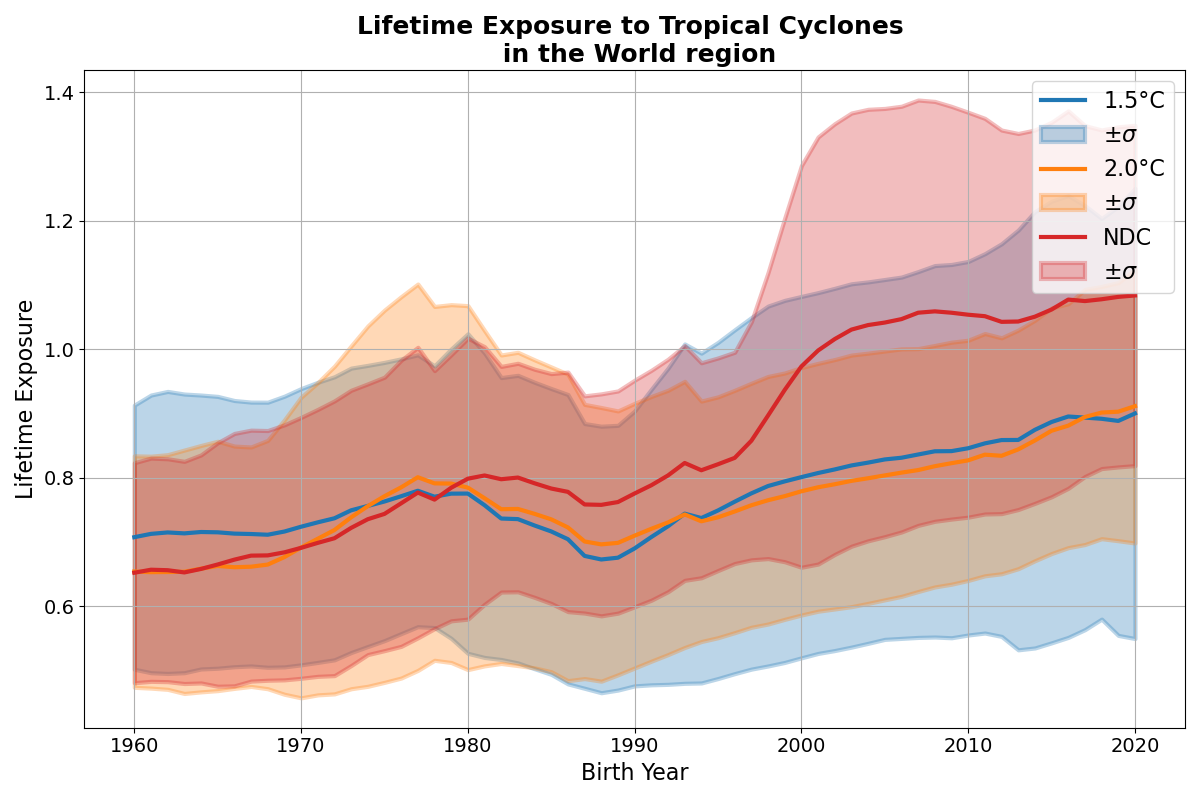 Lifetime Exposure to Tropical Cyclones
in the World region
1.4
1.2
1.0
0.8
0.6
Lifetime Exposure
1960
1970
1980
1990
2000
2010
2020
Birth Year
1.5°C
±σ
2.0°C
±σ
NDC
±σ